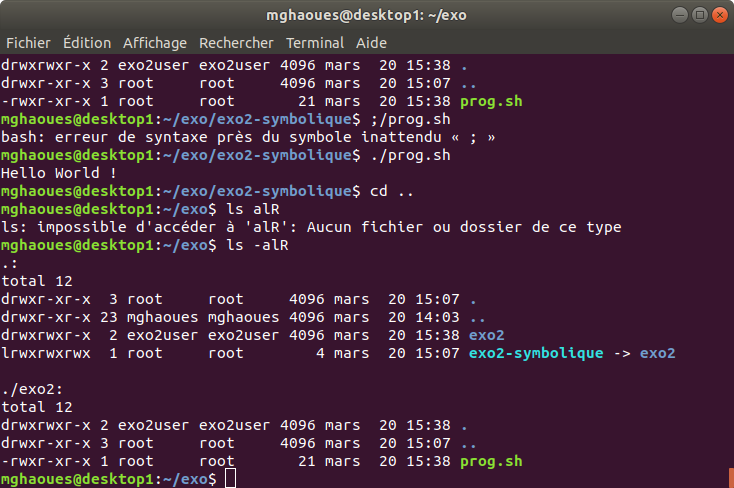 mghaoues@desktop1: ~/exo
Fichier Édition Affichage Rechercher Terminal Aide
drwxrwxr-x 2 exo2user exo2user 4096 mars  20 15:38 .
drwxr-xr-x 3 root     root     4096 mars  20 15:07 ..
-rwxr-xr-x 1 root     root       21 mars  20 15:38 prog.sh
mghaoues@desktop1:~/exo/exo2-symbolique$ ;/prog.sh
bash: erreur de syntaxe près du symbole inattendu « ; »
mghaoues@desktop1:~/exo/exo2-symbolique$ ./prog.sh
Hello World !
mghaoues@desktop1:~/exo/exo2-symbolique$ cd ..
mghaoues@desktop1:~/exo$ ls alR
ls: impossible d'accéder à 'alR': Aucun fichier ou dossier de ce type
mghaoues@desktop1:~/exo$ ls -alR
.:
total 12
drwxr-xr-x  3 root     root     4096 mars  20 15:07 .
drwxr-xr-x 23 mghaoues mghaoues 4096 mars  20 14:03 ..
drwxrwxr-x  2 exo2user exo2user 4096 mars  20 15:38 exo2
lrwxrwxrwx  1 root     root        4 mars  20 15:07 exo2-symbolique -> exo2
./exo2:
total 12
drwxrwxr-x 2 exo2user exo2user 4096 mars  20 15:38 .
drwxr-xr-x 3 root     root     4096 mars  20 15:07 ..
-rwxr-xr-x 1 root     root       21 mars  20 15:38 prog.sh
mghaoues@desktop1:~/exo$